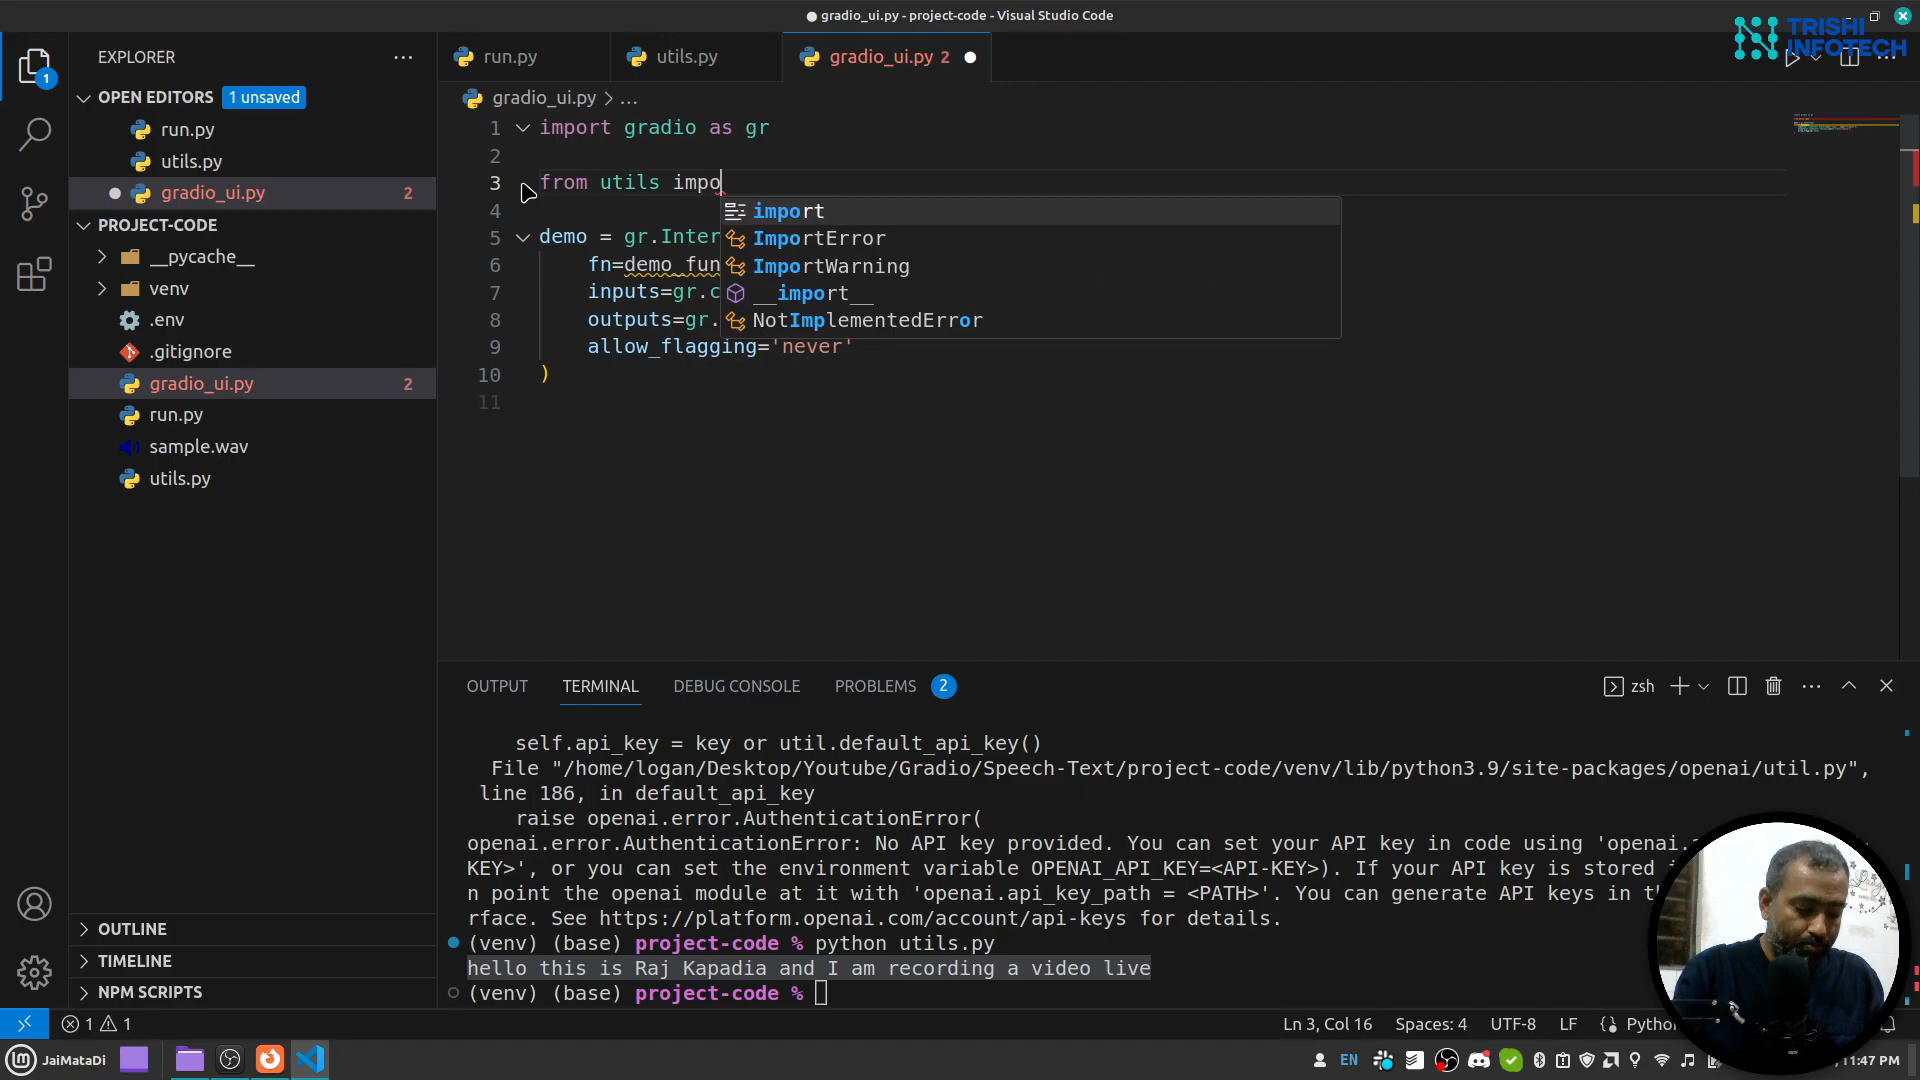 gradio_ui.py - project-code - Visual Studio Code
TRISHI
INFOTECH
EXPLORER
run.py
utils.py
gradio_ui.py 2
OPEN EDITORS
1 unsaved
run.py
utils.py
gradio_ui.py
2
PROJECT-CODE
__pycache__
venv
.env
.gitignore
gradio_ui.py
2
run.py
sample.wav
utils.py
OUTLINE
TIMELINE
NPM SCRIPTS
1
gradio_ui.py > ...
1 import gradio as gr
2
3 from utils impo
4
5 demo = gr.Inter
6 fn=demo_fun
7 inputs=gr.c
8 outputs=gr.
9 allow_flagging='never'
10 )
11
import
ImportError
ImportWarning
__import__
NotImplementedError
OUTPUT
TERMINAL
DEBUG CONSOLE
PROBLEMS
2
zsh
self.api_key = key or util.default_api_key()
File "/home/logan/Desktop/Youtube/Gradio/Speech-Text/project-code/venv/lib/python3.9/site-packages/openai/util.py",
line 186, in default_api_key
raise openai.error.AuthenticationError(
openai.error.AuthenticationError: No API key provided. You can set your API key in code using 'openai.
KEY>', or you can set the environment variable OPENAI_API_KEY=<API-KEY>). If your API key is stored
n point the openai module at it with 'openai.api_key_path = <PATH>'. You can generate API keys in
rface. See https://platform.openai.com/account/api-keys for details.
(venv) (base) project-code % python utils.py
hello this is Raj Kapadia and I am recording a video live
(venv) (base) project-code %
1
1
Ln 3, Col 16
Spaces: 4
UTF-8
LF
{}
JaiMataDi
EN
11:47 PM